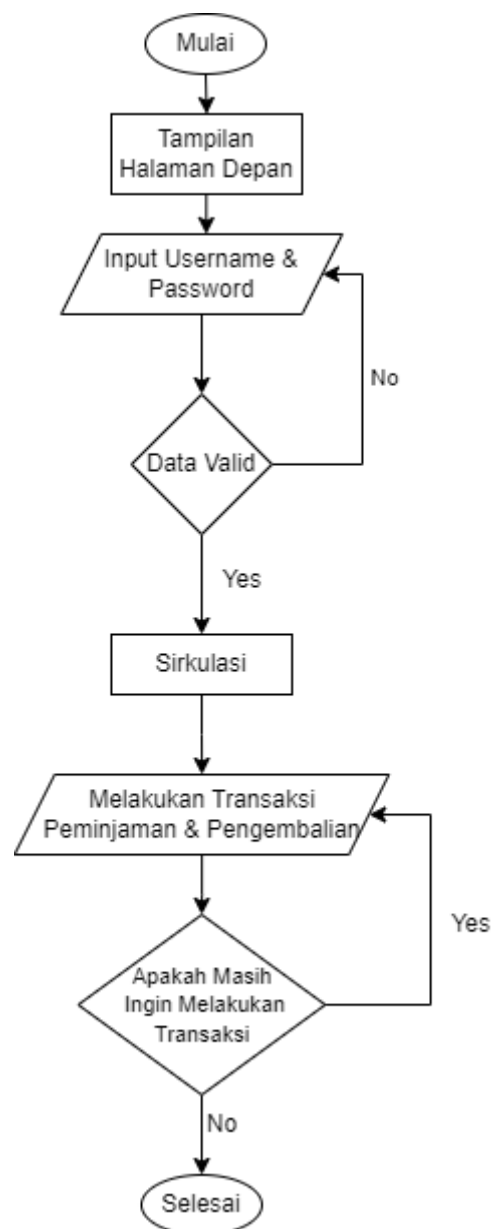 Mulai
Tampilan
Halaman Depan
Input Username &
Password
No
Data Valid
Yes
Sirkulasi
Melakukan Transaksi
Peminjaman & Pengembalian
Yes
Apakah Masih
Ingin Melakukan
Transaksi
No
Selesai